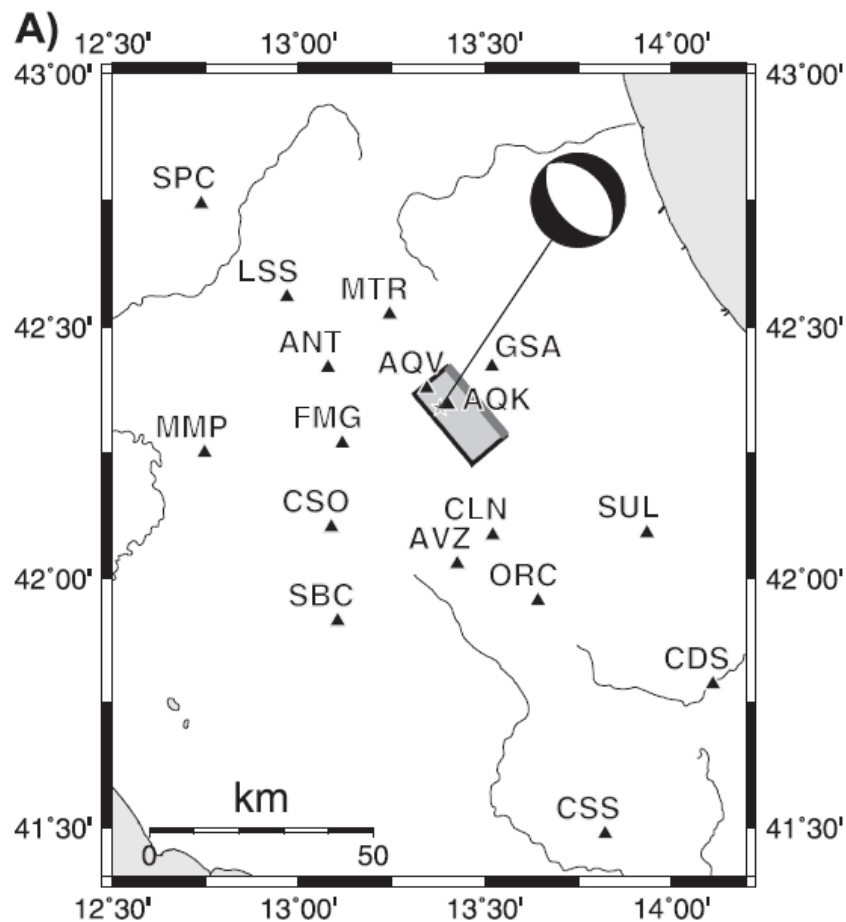 A)
12˚30' 13˚00' 13˚30' 14˚00'
43˚00' 43˚00'
SPC
LSS
MTR
42˚30' 42˚30'
ANT GSA
AQV
AQK
MMP FMG
CSO CLN SUL
AVZ
ORC
42˚00' 42˚00'
SBC
CDS
km
CSS
41˚30' 41˚30'
0 50
12˚30' 13˚00' 13˚30' 14˚00'